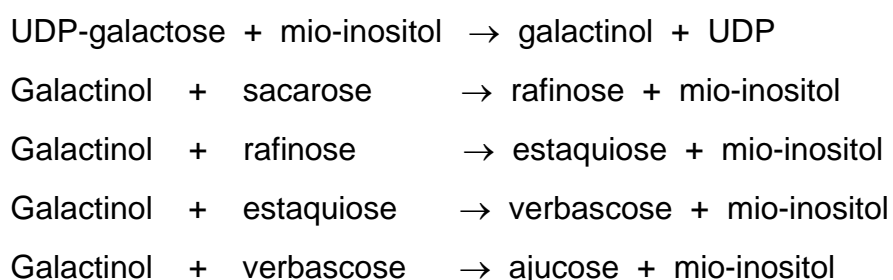 UDP-galactose + mio-inositol → galactinol + UDP
Galactinol + sacarose → rafinose + mio-inositol
Galactinol + rafinose → estaquiose + mio-inositol
Galactinol + estaquiose → verbascose + mio-inositol
Galactinol + verbascose → ajucose + mio-inositol